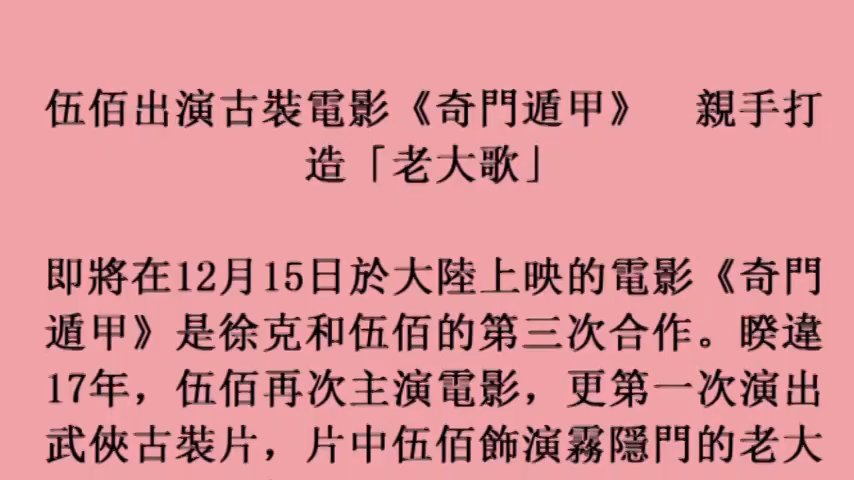 伍佰出演古裝電影《奇門遁甲》　親手打
造「老大歌」
即將在12月15日於大陸上映的電影《奇門
遁甲》是徐克和伍佰的第三次合作。暌違
17年，伍佰再次主演電影，更第一次演出
武俠古裝片，片中伍佰飾演霧隱門的老大